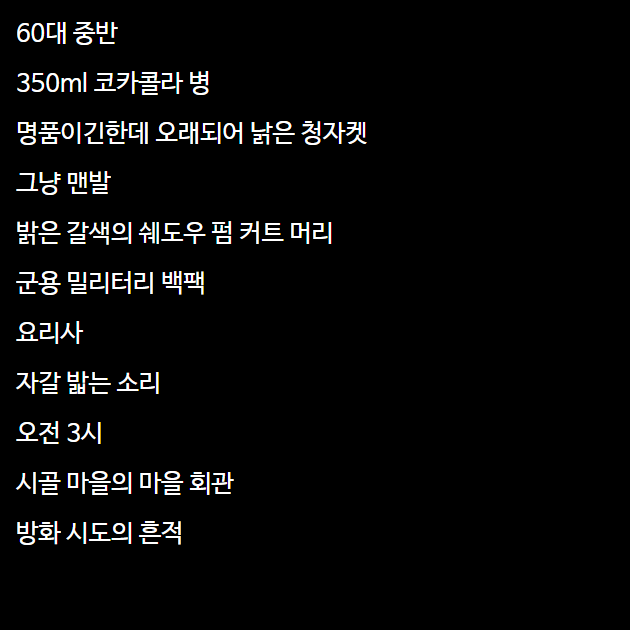 60대 중반
350ml 코카콜라 병
명품이긴한데 오래되어 낡은 청자켓
그냥 맨발
밝은 갈색의 쉐도우 펌 커트 머리
군용 밀리터리 백팩
요리사
자갈 밟는 소리
오전 3시
시골 마을의 마을 회관
방화 시도의 흔적